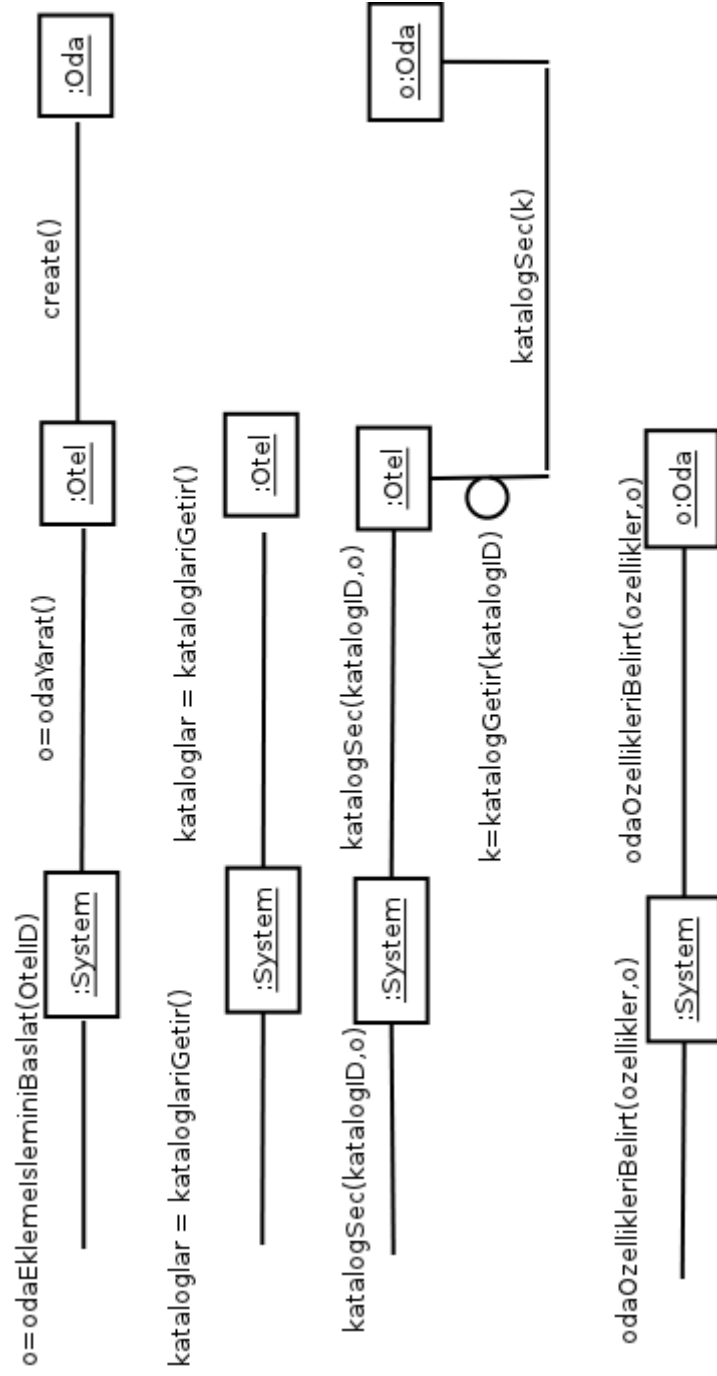 o=odaEklemeIsleminiBaslat(OtelID)
:System
o=odaYarat()
:Otel
create()
:Oda
kataloglar = kataloglariGetir()
:System
kataloglar = kataloglariGetir()
:Otel
katalogSec(katalogID,o)
:System
katalogSec(katalogID,o)
:Otel
o:Oda
k=katalogGetir(katalogID)
katalogSec(k)
odaOzellikleriBelirt(ozellikler,o)
:System
odaOzellikleriBelirt(ozellikler,o)
o:Oda